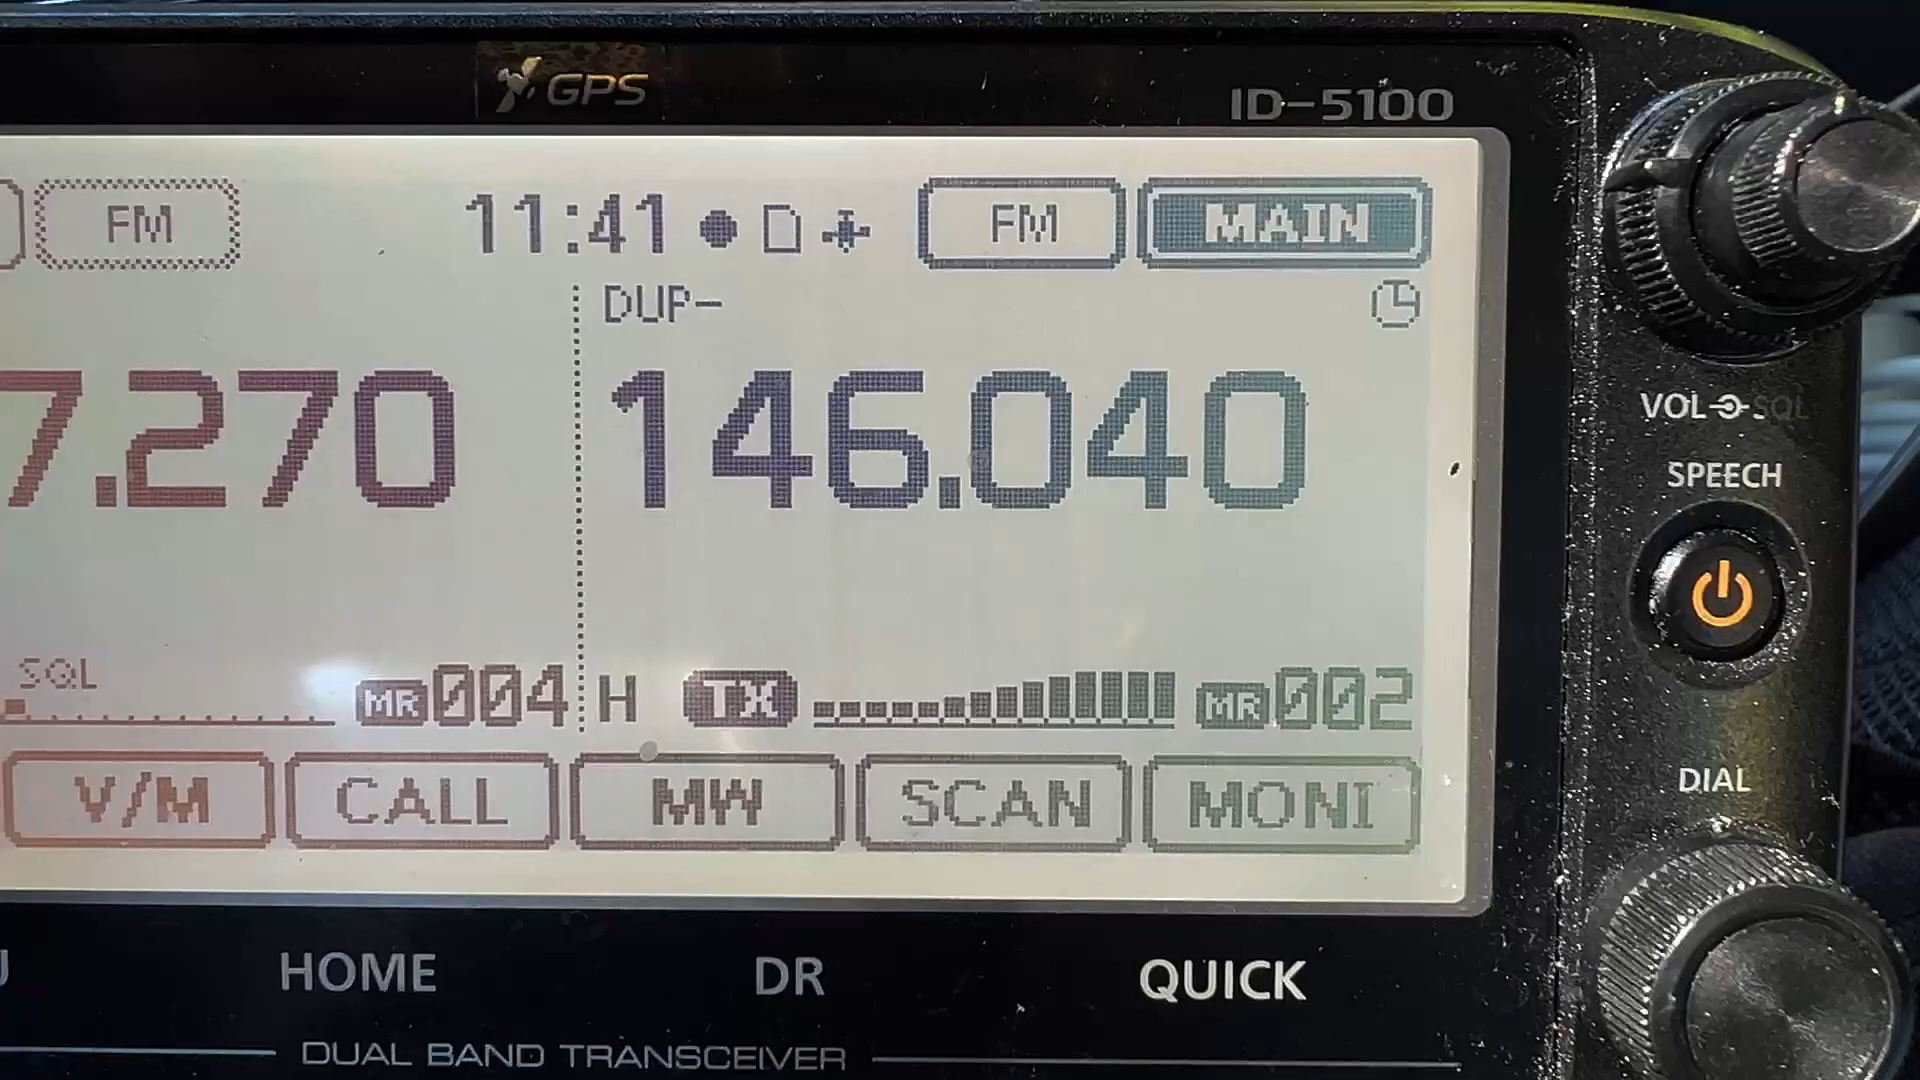 GPS
ID-5100
FM 11:41 FM MAIN
DUP-
7.270 146.040
VOL SQL
SPEECH
SQL MR 004 H TX MR 002
V/M CALL MW SCAN MONI
DIAL
HOME DR QUICK
DUAL BAND TRANSCEIVER